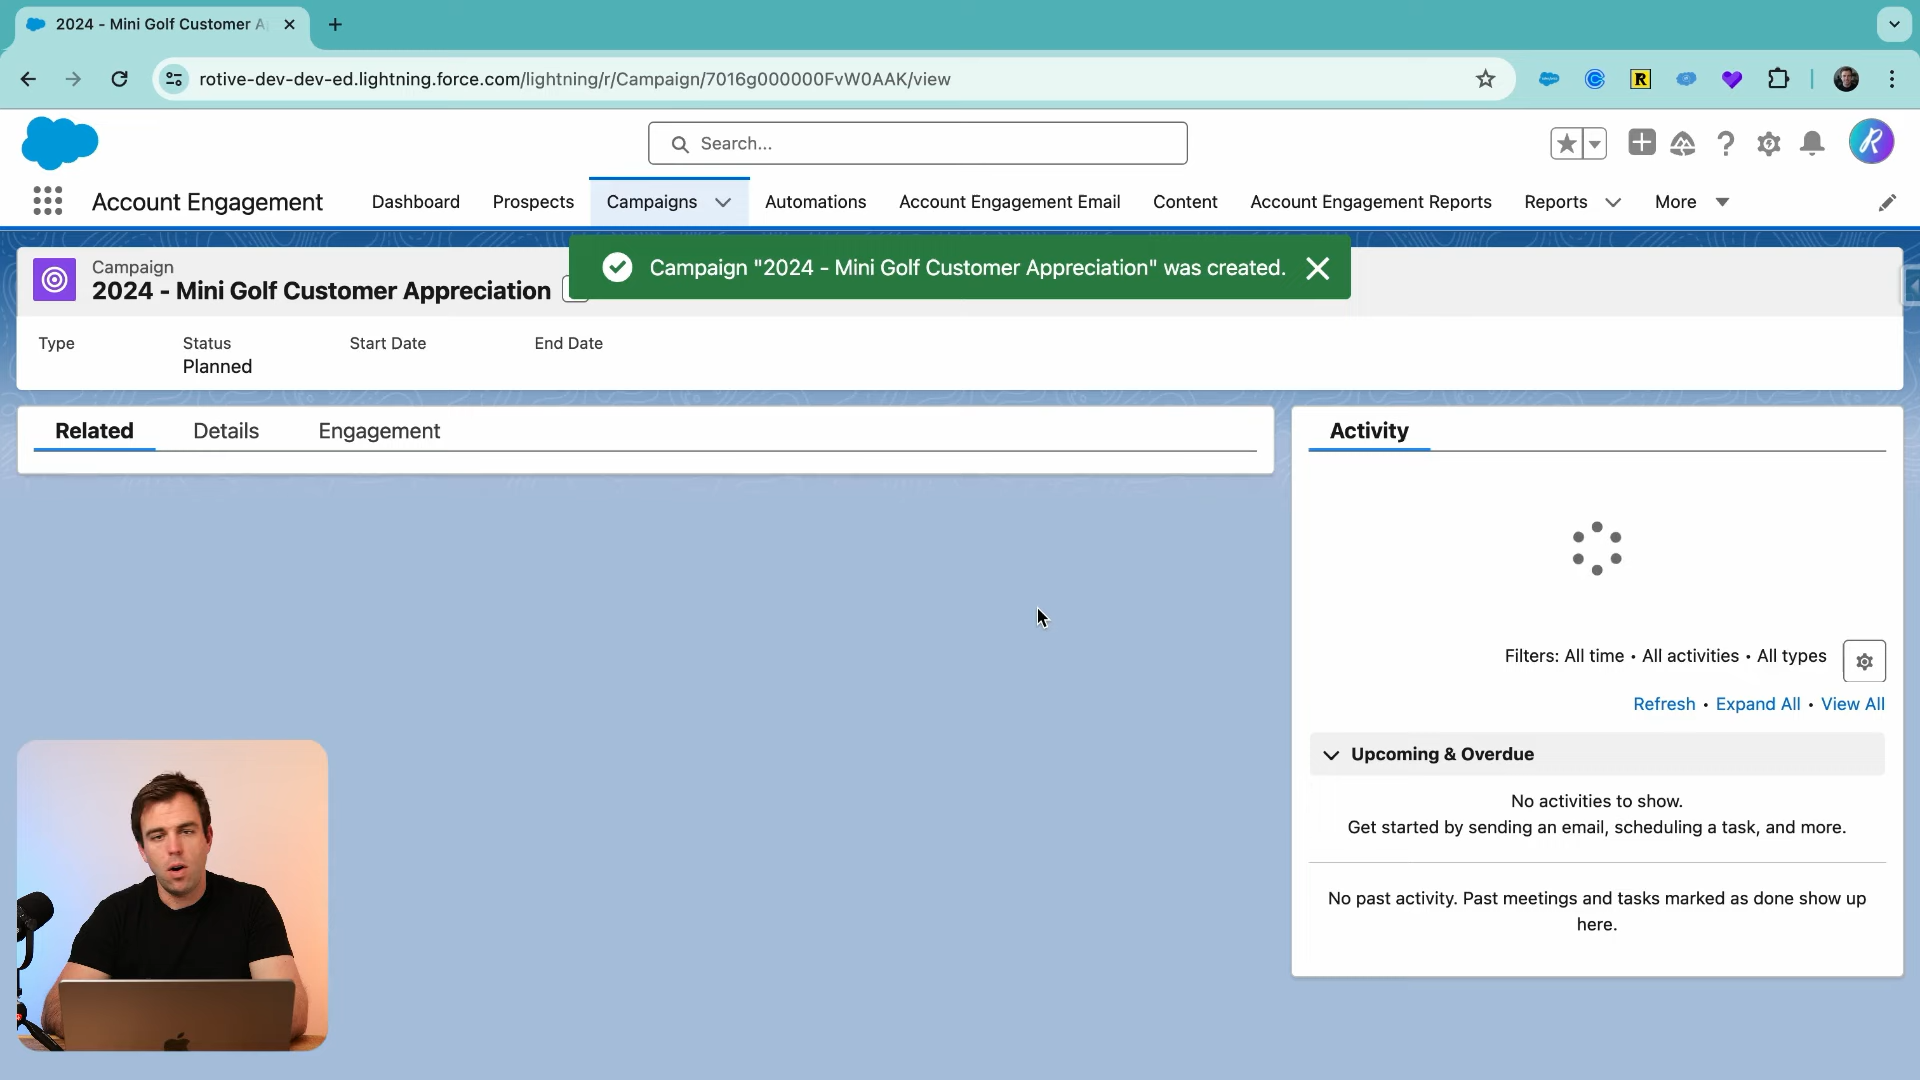 2024 - Mini Golf Customer A
rotive-dev-dev-ed.lightning.force.com/lightning/r/Campaign/7016g000000FvW0AAK/view
Search...
Account Engagement
Dashboard
Prospects
Campaigns
Automations
Account Engagement Email
Content
Account Engagement Reports
Reports
More
Campaign "2024 - Mini Golf Customer Appreciation" was created.
Campaign
2024 - Mini Golf Customer Appreciation
Type
Status
Start Date
End Date
Planned
Related
Details
Engagement
Activity
Filters: All time • All activities • All types
Refresh • Expand All • View All
Upcoming & Overdue
No activities to show.
Get started by sending an email, scheduling a task, and more.
No past activity. Past meetings and tasks marked as done show up
here.